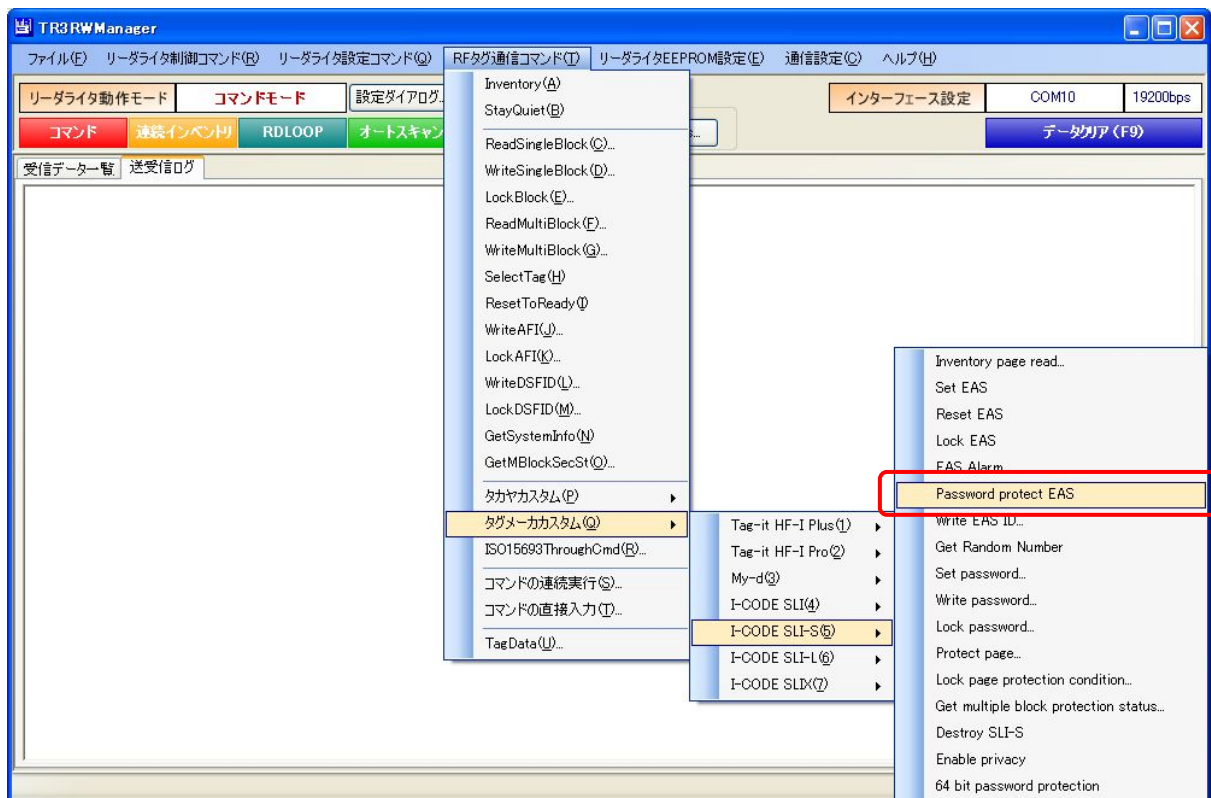 TR3RWManager
ファイル(F) リーダライタ制御コマンド(R) リーダライタ設定コマンド(Q) RFタグ通信コマンド(T) リーダライタEEPROM設定(E) 通信設定(C) ヘルプ(H)
リーダライタ動作モード コマンドモード 設定ダイアログ... インターフェース設定 COM10 19200bps
コマンド 連続インベントリ RDLOOP オートスキャン データクリア (F9)
受信データ一覧 送受信ログ
Inventory(A)
StayQuiet(B)
ReadSingleBlock(C)...
WriteSingleBlock(D)...
LockBlock(E)...
ReadMultiBlock(F)...
WriteMultiBlock(G)...
SelectTag(H)
ResetToReady(I)
WriteAFI(J)...
LockAFI(K)...
WriteDSFID(L)...
LockDSFID(M)...
GetSystemInfo(N)
GetMBlockSecSt(O)...
タカヤカスタム(P)
タグメーカカスタム(Q)
ISO15693ThroughCmd(R)...
コマンドの連続実行(S)...
コマンドの直接入力(T)...
TagData(U)...
Tag-it HF-I Plus(1)
Tag-it HF-I Pro(2)
My-d(3)
I-CODE SLI(4)
I-CODE SLI-S(5)
I-CODE SLI-L(6)
I-CODE SLIX(7)
Inventory page read...
Set EAS
Reset EAS
Lock EAS
EAS Alarm
Password protect EAS
Write EAS ID...
Get Random Number
Set password...
Write password...
Lock password...
Protect page...
Lock page protection condition...
Get multiple block protection status...
Destroy SLI-S
Enable privacy
64 bit password protection